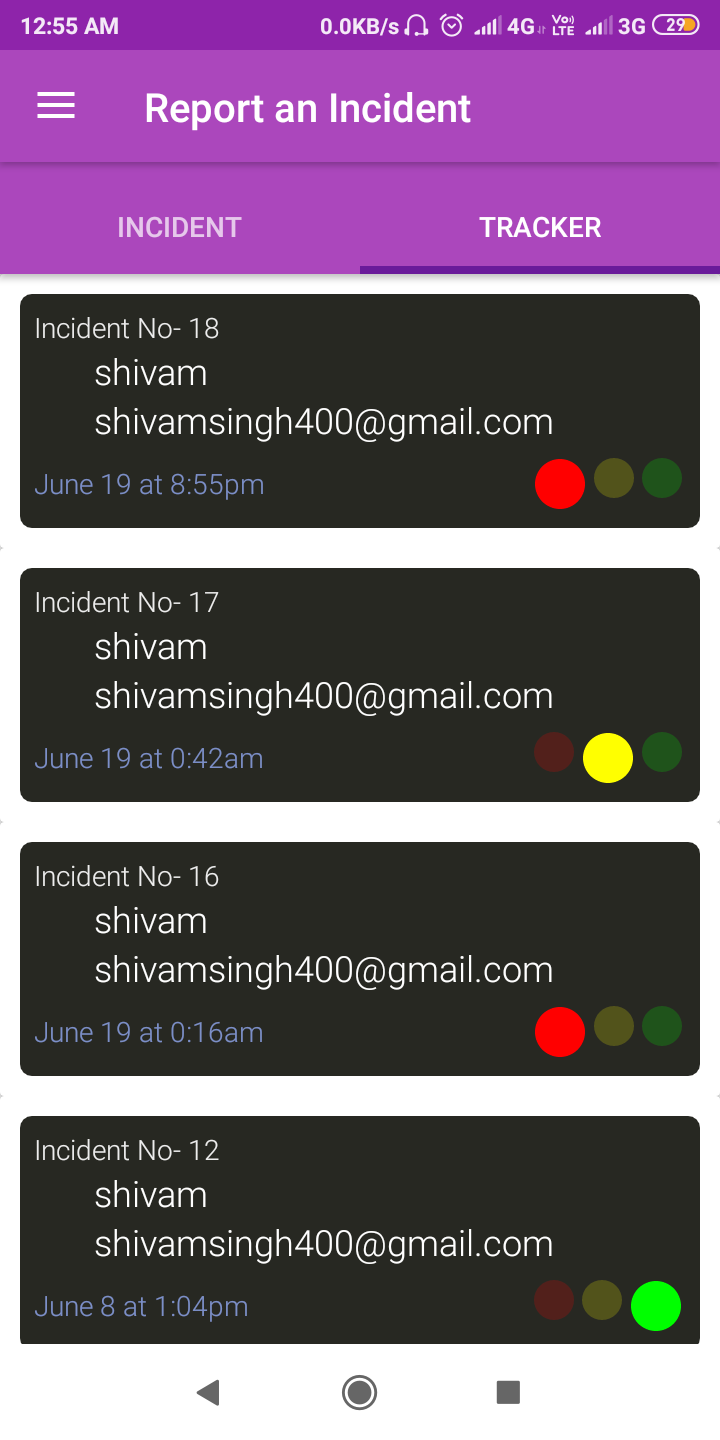 12:55 AM 0.0KB/s 4G Vo) LTE 3G 29
Report an Incident
INCIDENT TRACKER
Incident No- 18
shivam
shivamsingh400@gmail.com
June 19 at 8:55pm
Incident No- 17
shivam
shivamsingh400@gmail.com
June 19 at 0:42am
Incident No- 16
shivam
shivamsingh400@gmail.com
June 19 at 0:16am
Incident No- 12
shivam
shivamsingh400@gmail.com
June 8 at 1:04pm